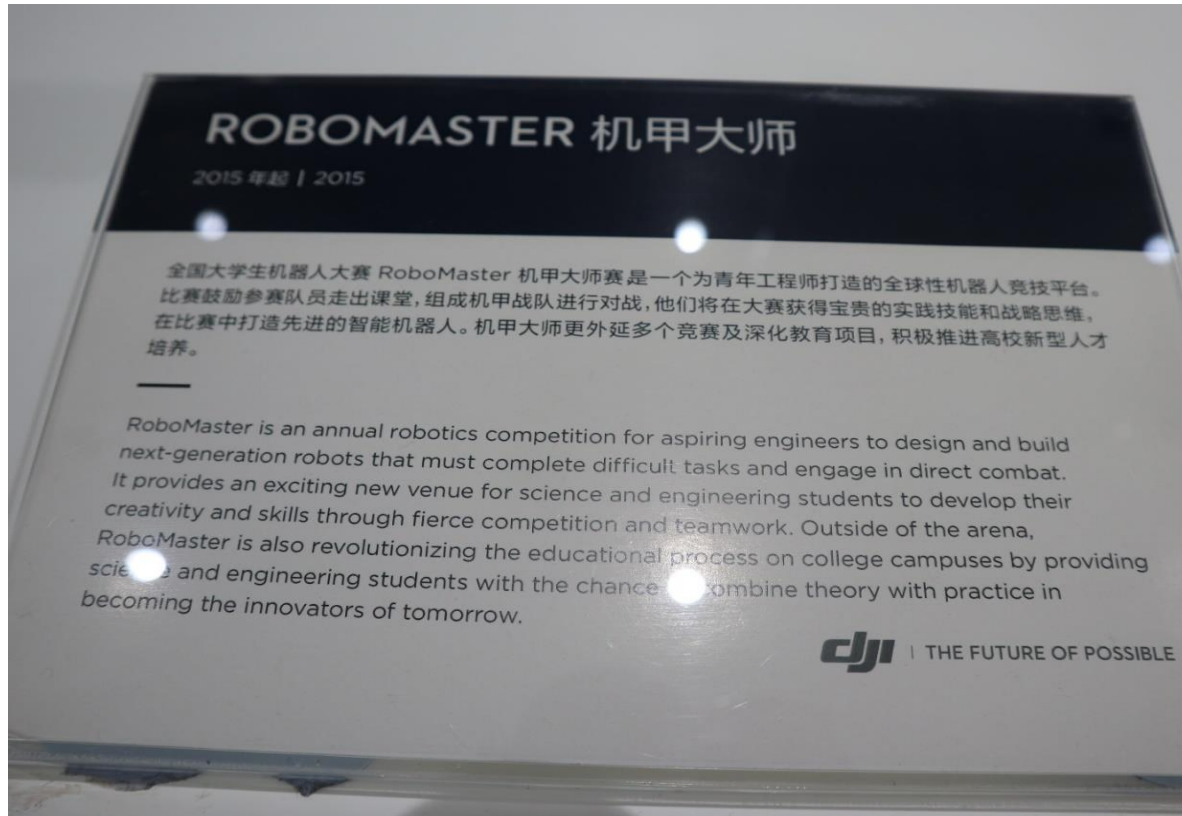 ROBOMASTER 机甲大师
2015 年起 | 2015
全国大学生机器人大赛 RoboMaster 机甲大师赛是一个为青年工程师打造的全球性机器人竞技平台。
比赛鼓励参赛队员走出课堂，组成机甲战队进行对战，他们将在大赛获得宝贵的实践技能和战略思维，
在比赛中打造先进的智能机器人。机甲大师更外延多个竞赛及深化教育项目，积极推进高校新型人才
培养。
RoboMaster is an annual robotics competition for aspiring engineers to design and build
next-generation robots that must complete difficult tasks and engage in direct combat.
It provides an exciting new venue for science and engineering students to develop their
creativity and skills through fierce competition and teamwork. Outside of the arena,
RoboMaster is also revolutionizing the educational process on college campuses by providing
science and engineering students with the chance combine theory with practice in
becoming the innovators of tomorrow.
dji | THE FUTURE OF POSSIBLE